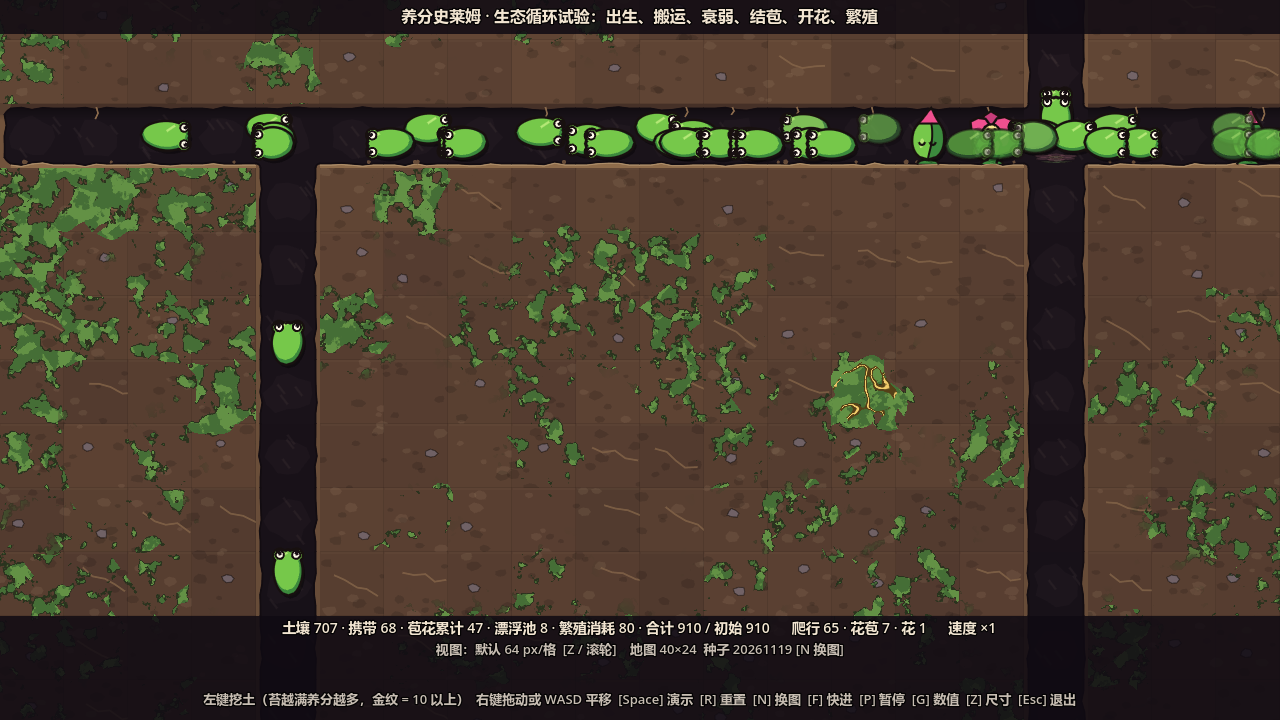 养分史莱姆 · 生态循环试验：出生、搬运、衰弱、结苞、开花、繁殖
土壤 707 · 携带 68 · 苞花累计 47 · 漂浮池 8 · 繁殖消耗 80 · 合计 910 / 初始 910 爬行 65 · 花苞 7 · 花 1 速度 ×1
视图：默认 64 px/格 [Z / 滚轮] 地图 40×24 种子 20261119 [N 换图]
左键挖土（苔越满养分越多，金纹 = 10 以上） 右键拖动或 WASD 平移 [Space] 演示 [R] 重置 [N] 换图 [F] 快进 [P] 暂停 [G] 数值 [Z] 尺寸 [Esc] 退出